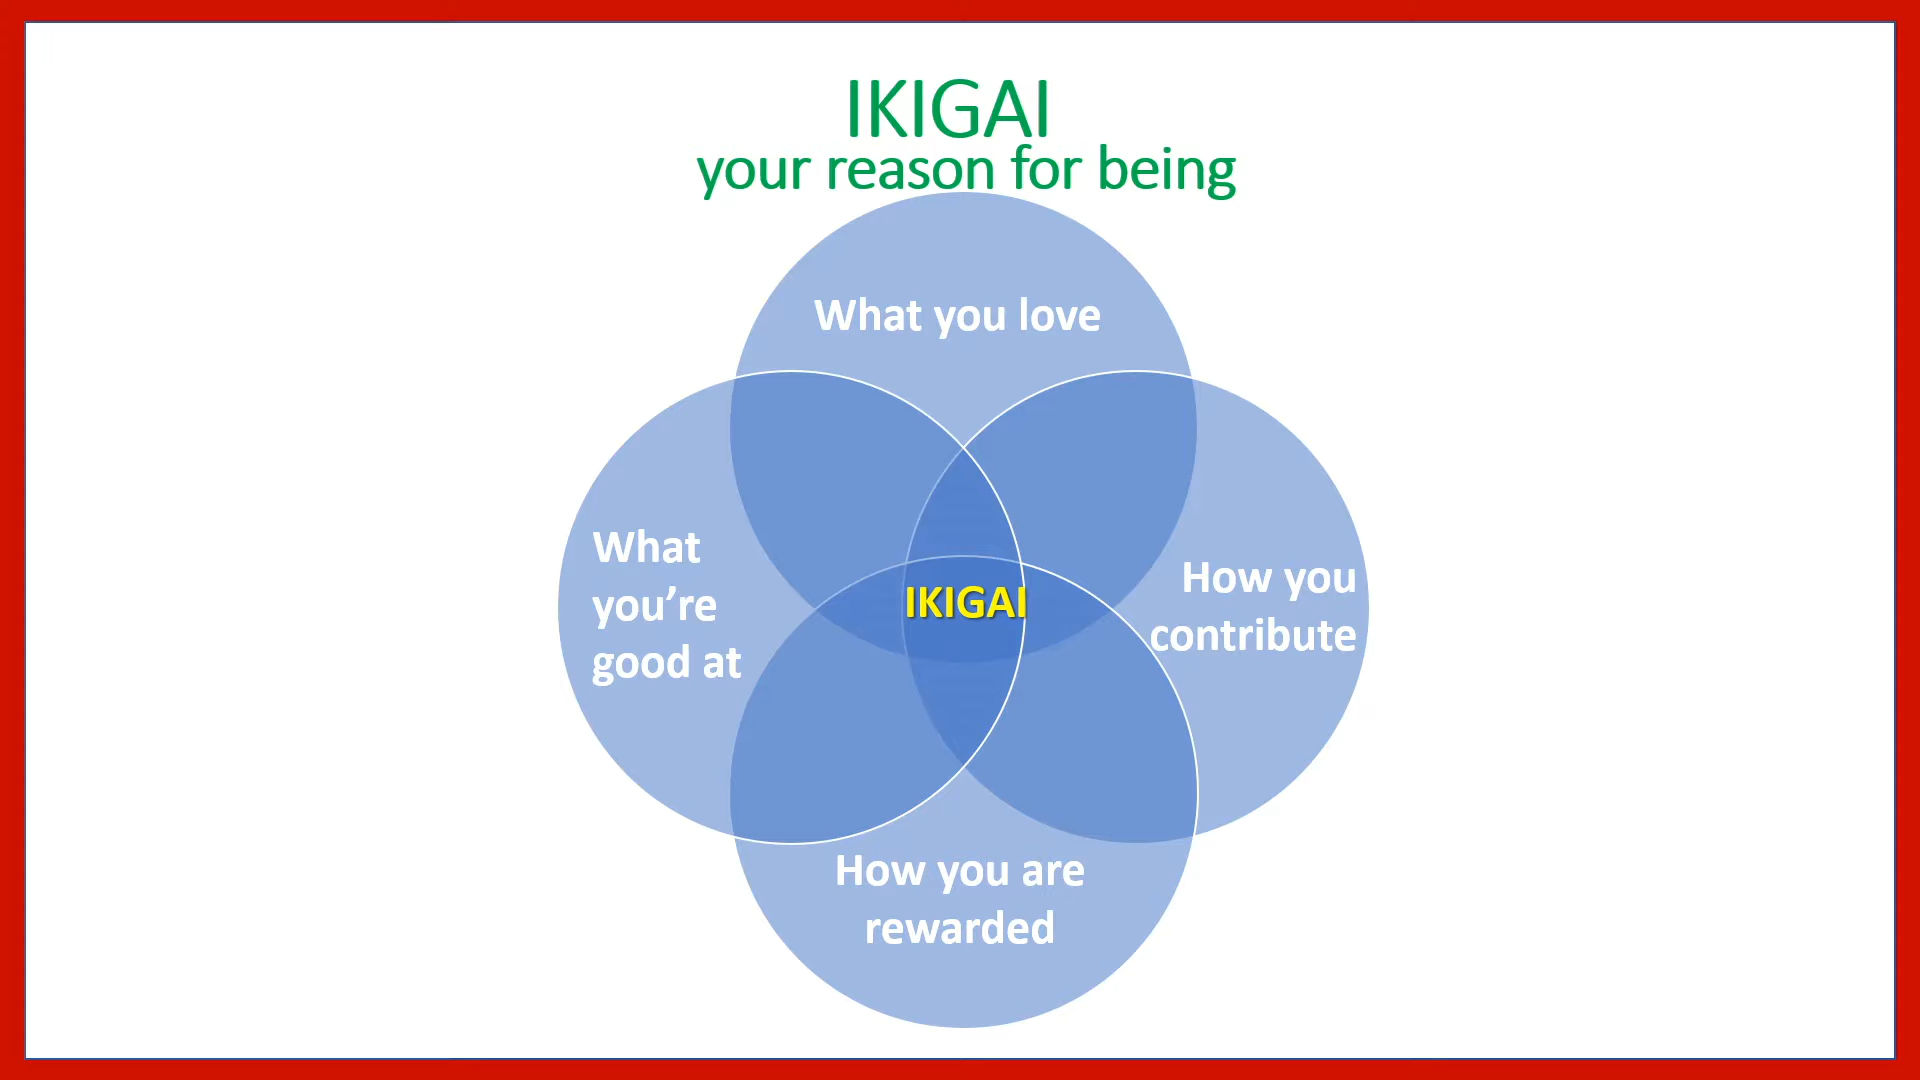 IKIGAI
your reason for being
What you love
What
you’re
good at
IKIGAI
How you
contribute
How you are
rewarded